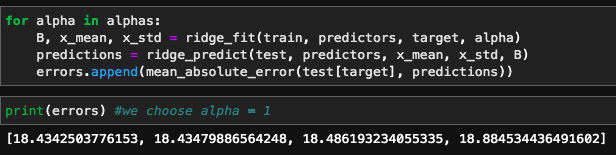 for alpha in alphas:
    B, x_mean, x_std = ridge_fit(train, predictors, target, alpha)
    predictions = ridge_predict(test, predictors, x_mean, x_std, B)
    errors.append(mean_absolute_error(test[target], predictions))
print(errors) #we choose alpha = 1
[18.4342503776153, 18.43479886564248, 18.486193234055335, 18.884534436491602]